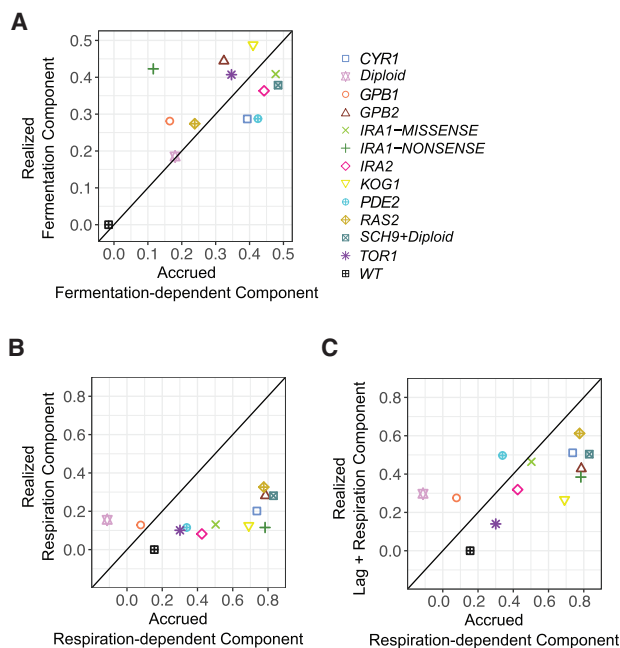 A
Realized
Fermentation Component
0.5
0.4
0.3
0.2
0.1
0.0
0.0 0.1 0.2 0.3 0.4 0.5
Accrued
Fermentation-dependent Component
CYR1
Diploid
GPB1
GPB2
IRA1−MISSENSE
IRA1−NONSENSE
IRA2
KOG1
PDE2
RAS2
SCH9+Diploid
TOR1
WT
B
Realized
Respiration Component
0.8
0.6
0.4
0.2
0.0
0.0 0.2 0.4 0.6 0.8
Accrued
Respiration-dependent Component
C
Realized
Lag + Respiration Component
0.8
0.6
0.4
0.2
0.0
0.0 0.2 0.4 0.6 0.8
Accrued
Respiration-dependent Component